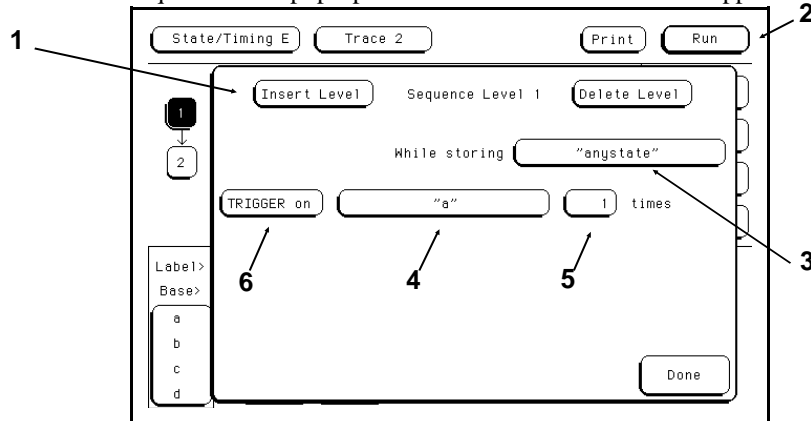 1
2
State/Timing E Trace 2 Print Run
Insert Level Sequence Level 1 Delete Level
1
2
While storing "anystate"
TRIGGER on "a" 1 times
3
6 4 5
Label>
Base>
a
b
c
d
Done